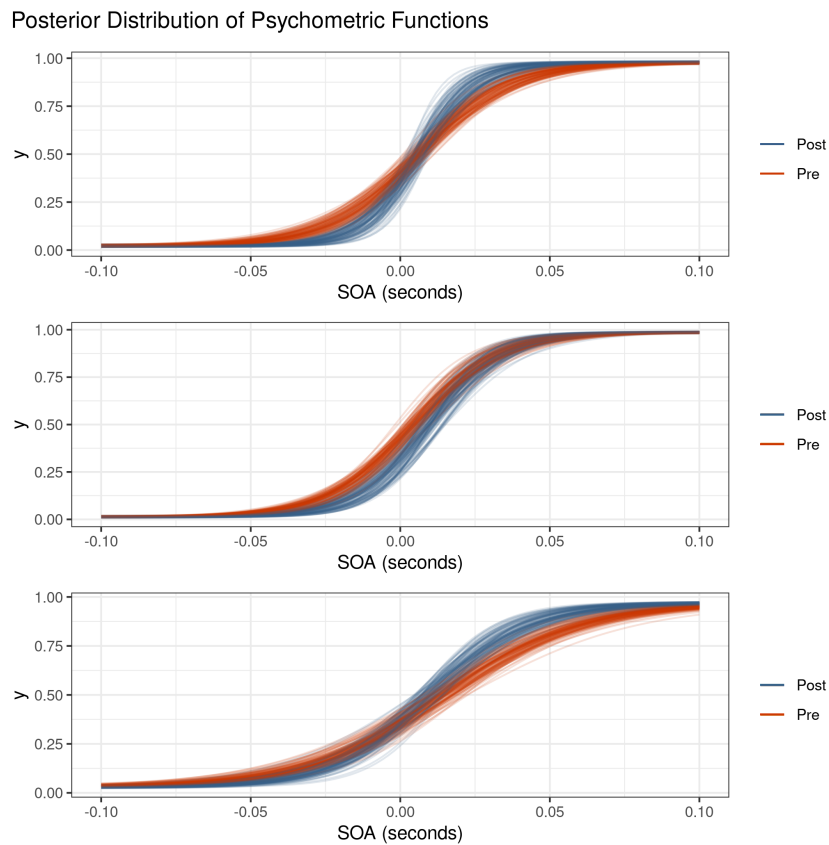 Posterior Distribution of Psychometric Functions
1.00
0.75
0.50
0.25
0.00
y
-0.10 -0.05 0.00 0.05 0.10
SOA (seconds)
Post
Pre
1.00
0.75
0.50
0.25
0.00
y
-0.10 -0.05 0.00 0.05 0.10
SOA (seconds)
Post
Pre
1.00
0.75
0.50
0.25
0.00
y
-0.10 -0.05 0.00 0.05 0.10
SOA (seconds)
Post
Pre